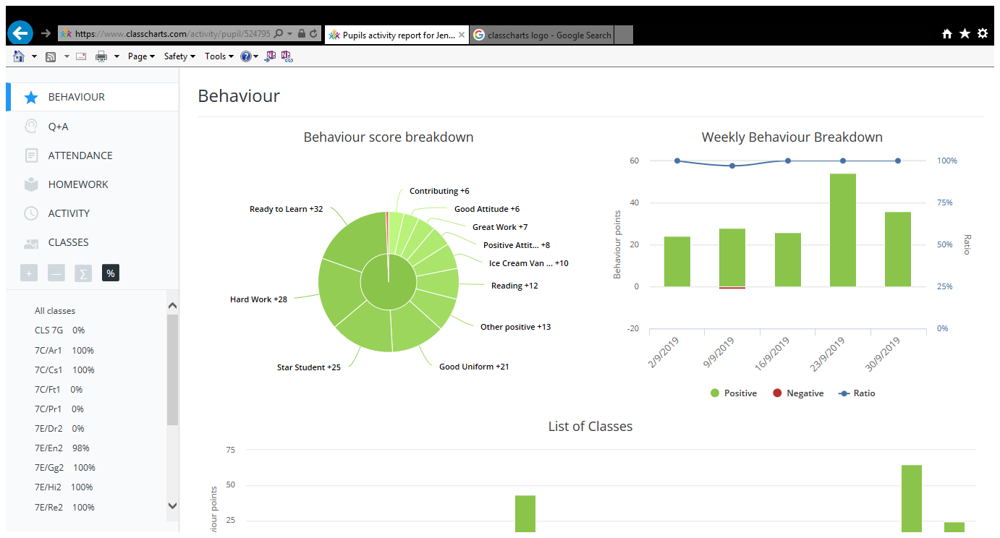 https://www.classcharts.com/activity/pupil/524795
Pupils activity report for Jen...
classcharts logo - Google Search
Page
Safety
Tools
BEHAVIOUR
Q+A
ATTENDANCE
HOMEWORK
ACTIVITY
CLASSES
+ — ∑ %
All classes
CLS 7G 0%
7C/Ar1 100%
7C/Cs1 100%
7C/Ft1 0%
7C/Pr1 0%
7E/Dr2 0%
7E/En2 98%
7E/Gg2 100%
7E/Hi2 100%
7E/Re2 100%
Behaviour
Behaviour score breakdown
Contributing +6
Good Attitude +6
Great Work +7
Positive Attit... +8
Ice Cream Van ... +10
Reading +12
Other positive +13
Good Uniform +21
Star Student +25
Hard Work +28
Ready to Learn +32
Weekly Behaviour Breakdown
Behaviour points
60
40
20
0
-20
100%
75%
50%
25%
0%
Ratio
2/9/2019
9/9/2019
16/9/2019
23/9/2019
30/9/2019
Positive Negative Ratio
List of Classes
75
50
25
viour points